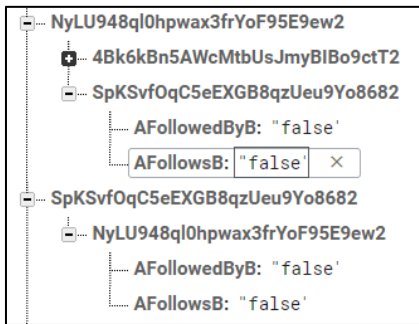 NyLU948ql0hpwax3frYoF95E9ew2
4Bk6kBn5AWcMtbUsJmyBIBo9ctT2
SpKSvfOqC5eEXGB8qzUeu9Yo8682
AFollowedByB: "false"
AFollowsB: "false" ×
SpKSvfOqC5eEXGB8qzUeu9Yo8682
NyLU948ql0hpwax3frYoF95E9ew2
AFollowedByB: "false"
AFollowsB: "false"